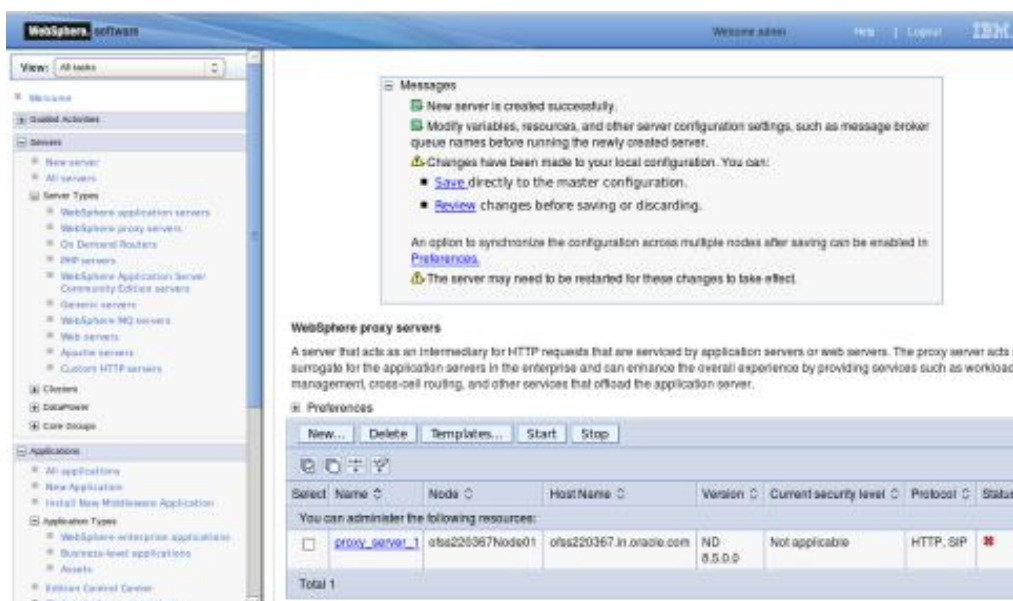 WebSphere. software
Welcome admin
Help | Logout
IBM.
View: All tasks
Welcome
Guided Activities
Servers
New server
All servers
Server Types
WebSphere application servers
WebSphere proxy servers
On Demand Routers
PHP servers
WebSphere Application Server
Community Edition servers
Generic servers
WebSphere MQ servers
Web servers
Apache servers
Custom HTTP servers
Clusters
DataPower
Core Groups
Applications
All applications
New Application
Install New Middleware Application
Application Types
WebSphere enterprise applications
Business-level applications
Assets
Edition Control Center
Messages
New server is created successfully.
Modify variables, resources, and other server configuration settings, such as message broker
queue names before running the newly created server.
Changes have been made to your local configuration. You can:
Save directly to the master configuration.
Review changes before saving or discarding.
An option to synchronize the configuration across multiple nodes after saving can be enabled in
Preferences.
The server may need to be restarted for these changes to take effect.
WebSphere proxy servers
A server that acts as an intermediary for HTTP requests that are serviced by application servers or web servers. The proxy server acts
surrogate for the application servers in the enterprise and can enhance the overall experience by providing services such as workload
management, cross-cell routing, and other services that offload the application server.
Preferences
New... Delete Templates... Start Stop
Select Name Node Host Name Version Current security level Protocol Status
You can administer the following resources:
proxy_server_1 ofss220367Node01 ofss220367.in.oracle.com ND Not applicable HTTP, SIP
8.5.0.0
Total 1